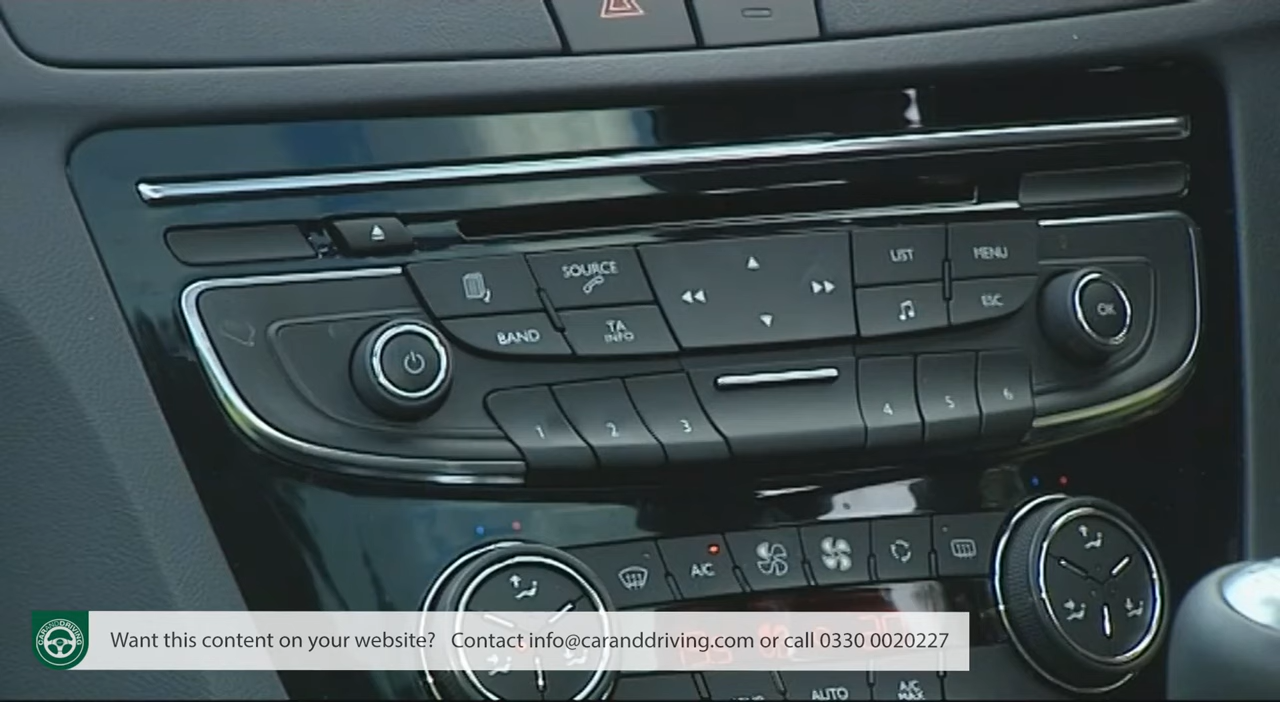 SOURCE
LIST
MENU
BAND
TA
INFO
ESC
OK
1
2
3
4
5
6
A/C
CARANDDRIVING
Want this content on your website? Contact info@caranddriving.com or call 0330 0020227
AUTO
A/C
MAX